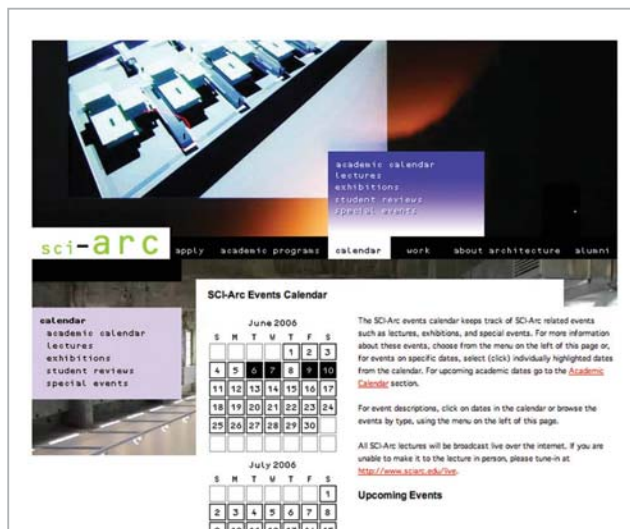 academic calendar
lectures
exhibitions
student reviews
special events
sci-arc
apply academic programs calendar work about architecture alumni
calendar
academic calendar
lectures
exhibitions
student reviews
special events
SCI-Arc Events Calendar
June 2006
S M T W T F S
1 2 3
4 5 6 7 8 9 10
11 12 13 14 15 16 17
18 19 20 21 22 23 24
25 26 27 28 29 30
July 2006
S M T W T F S
1
2 3 4 5 6 7 8
The SCI-Arc events calendar keeps track of SCI-Arc related events
such as lectures, exhibitions, and special events. For more information
about these events, choose from the menu on the left of this page or,
for events on specific dates, select (click) individually highlighted dates
from the calendar. For upcoming academic dates go to the Academic
Calendar section.
For event descriptions, click on dates in the calendar or browse the
events by type, using the menu on the left of this page.
All SCI-Arc lectures will be broadcast live over the internet. If you are
unable to make it to the lecture in person, please tune-in at
http://www.sciarc.edu/live.
Upcoming Events